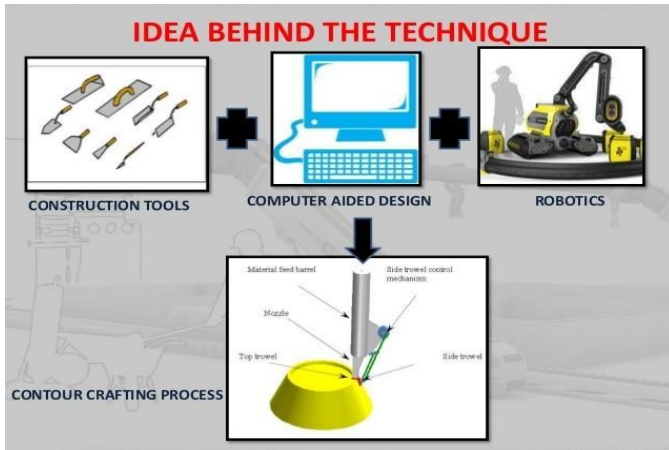 IDEA BEHIND THE TECHNIQUE
CONSTRUCTION TOOLS
COMPUTER AIDED DESIGN
ROBOTICS
Material feed barrel
Side trowel control
mechanism
Nozzle
Top trowel
Side trowel
CONTOUR CRAFTING PROCESS